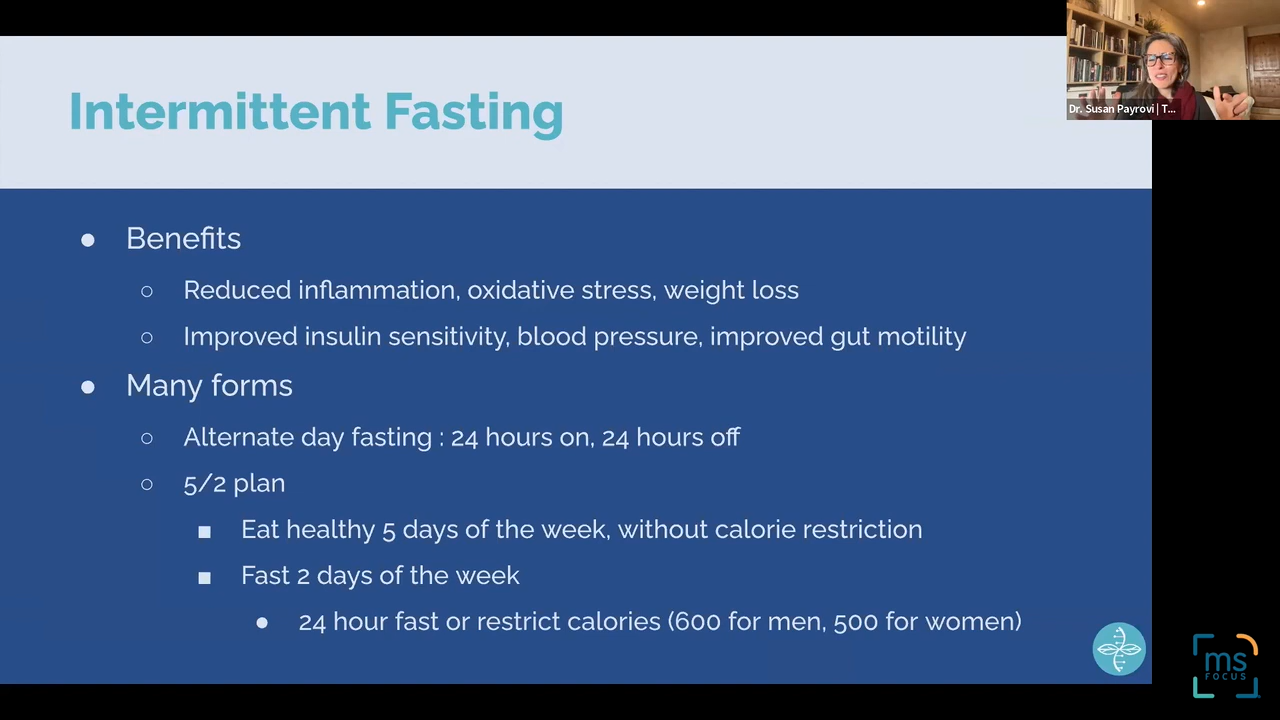 Intermittent Fasting
Dr. Susan Payrovi | T...
● Benefits
○ Reduced inflammation, oxidative stress, weight loss
○ Improved insulin sensitivity, blood pressure, improved gut motility
● Many forms
○ Alternate day fasting : 24 hours on, 24 hours off
○ 5/2 plan
■ Eat healthy 5 days of the week, without calorie restriction
■ Fast 2 days of the week
● 24 hour fast or restrict calories (600 for men, 500 for women)
ms
FOCUS